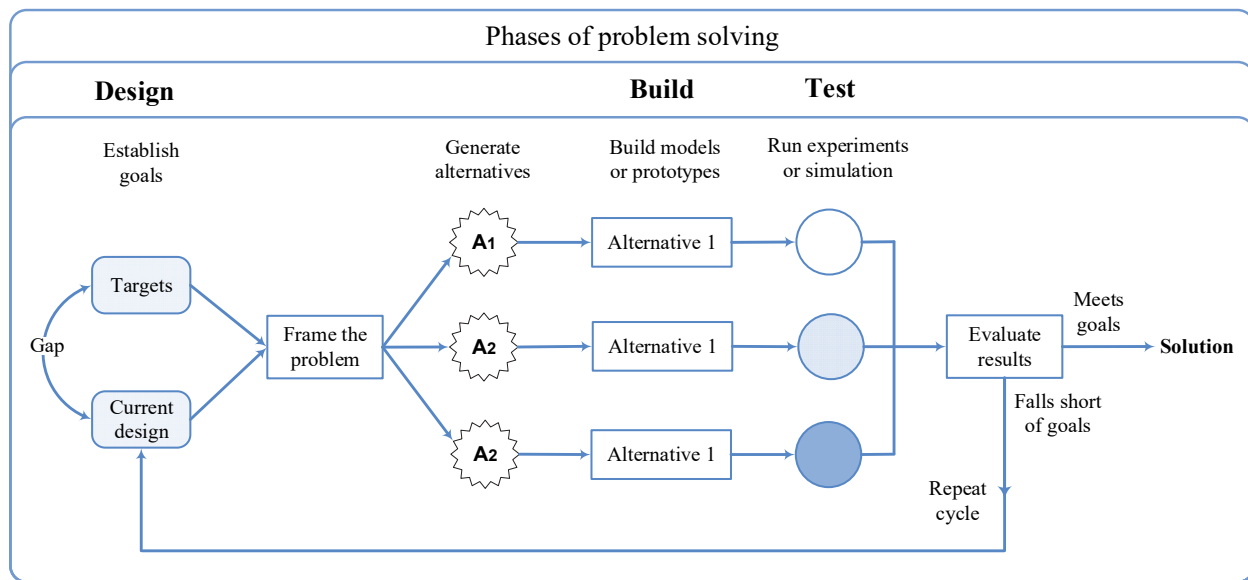 Phases of problem solving
Design
Build
Test
Establish
goals
Generate
alternatives
Build models
or prototypes
Run experiments
or simulation
A1
Alternative 1
Targets
Gap
Frame the
problem
A2
Alternative 1
Evaluate
results
Meets
goals
Solution
Current
design
Falls short
of goals
A2
Alternative 1
Repeat
cycle